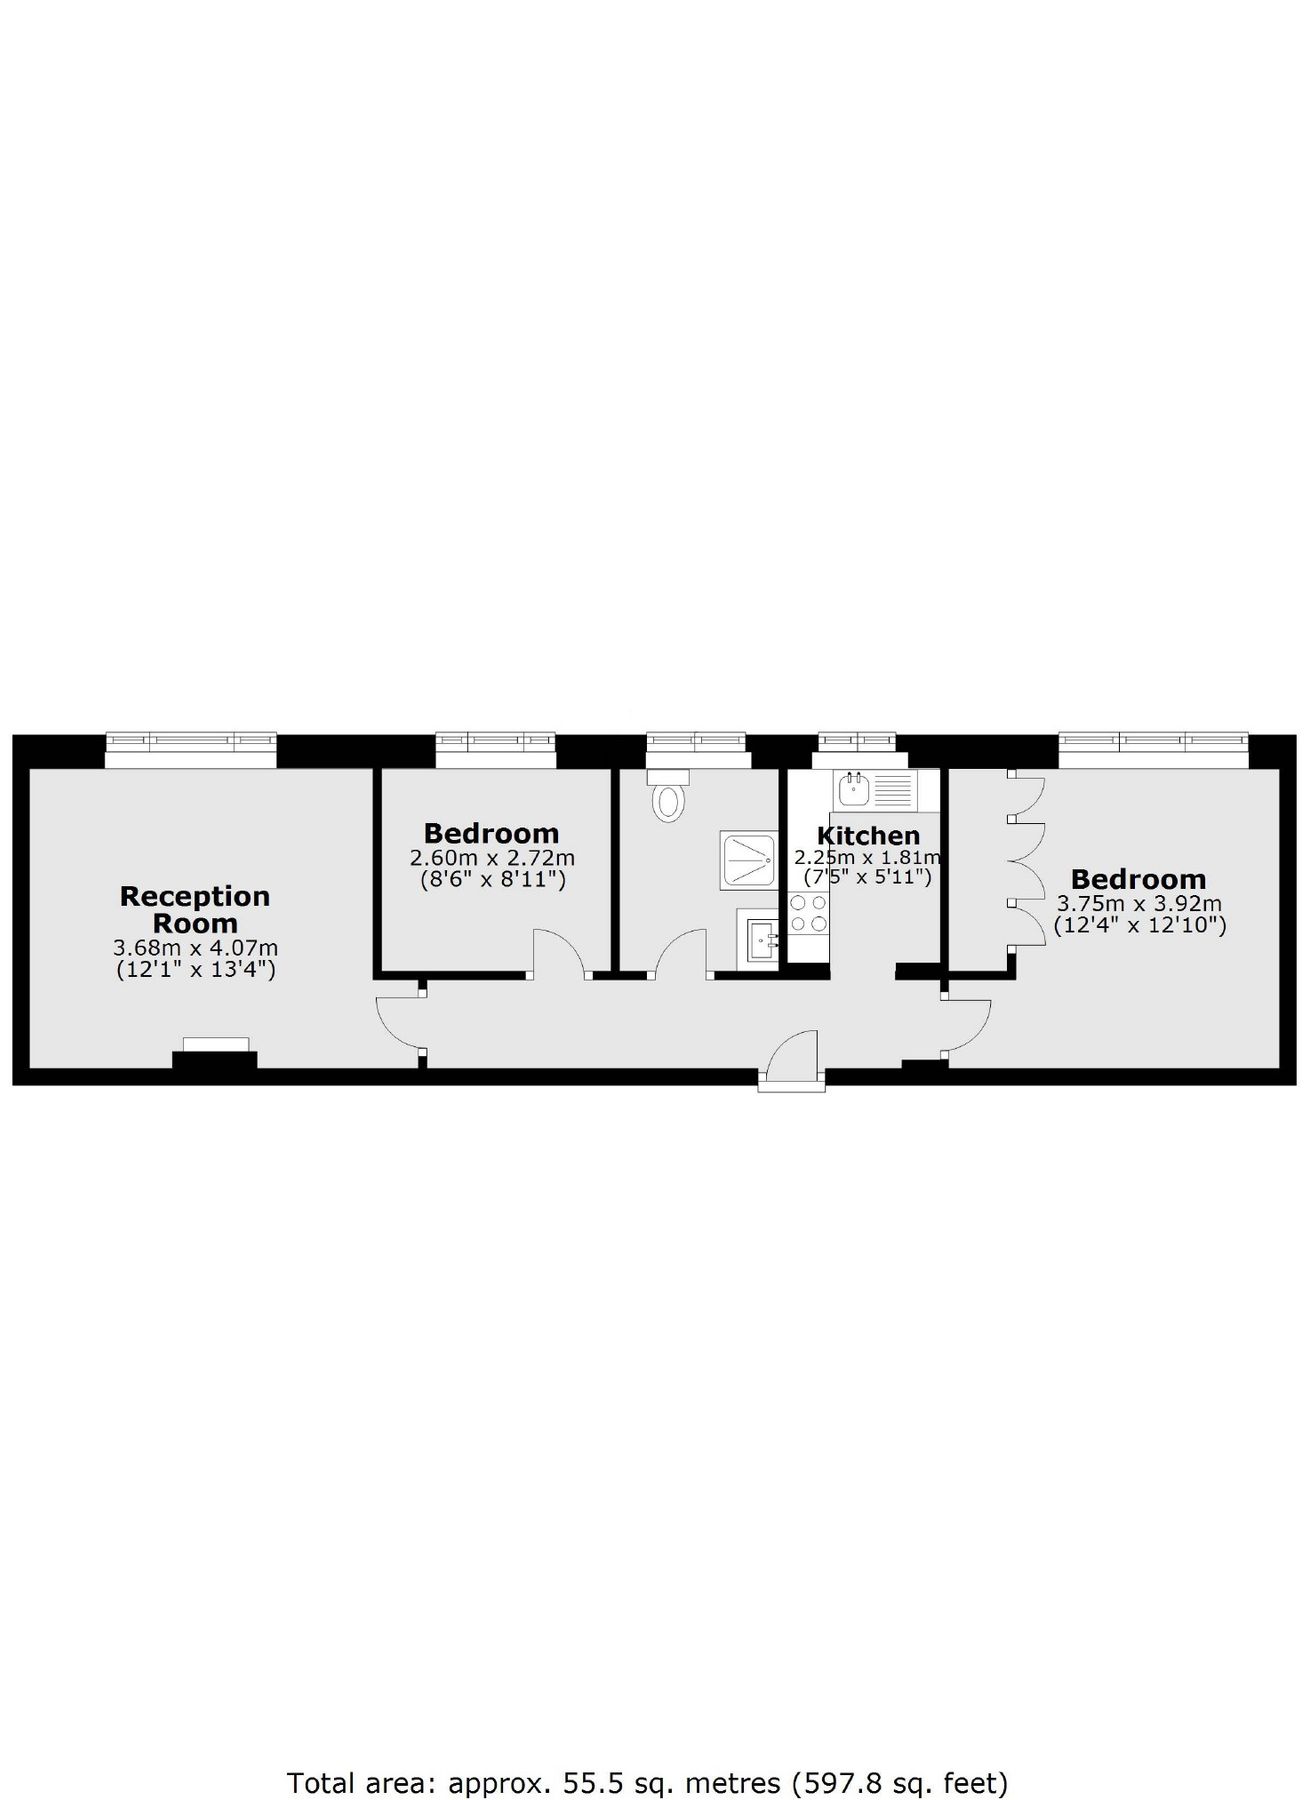 Reception
Room
3.68m x 4.07m
(12'1" x 13'4")
Bedroom
2.60m x 2.72m
(8'6" x 8'11")
Kitchen
2.25m x 1.81m
(7'5" x 5'11")
Bedroom
3.75m x 3.92m
(12'4" x 12'10")
Total area: approx. 55.5 sq. metres (597.8 sq. feet)